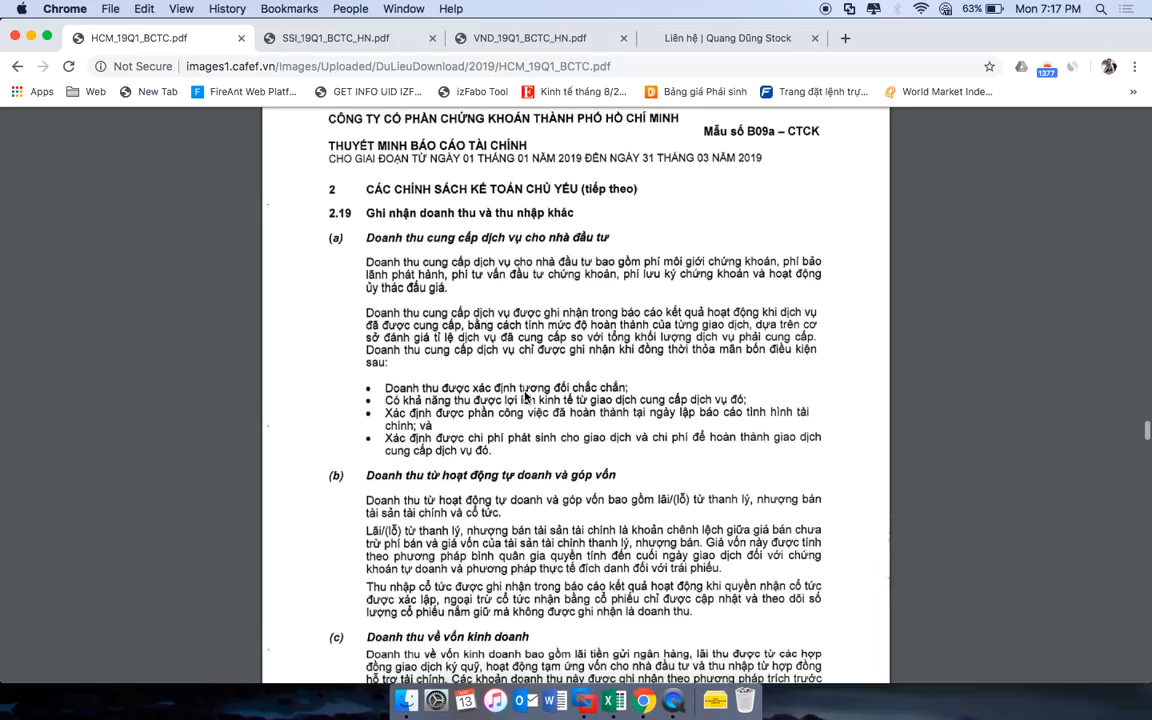 Chrome File Edit View History Bookmarks People Window Help 63% Mon 7:17 PM
HCM_19Q1_BCTC.pdf SSI_19Q1_BCTC_HN.pdf VND_19Q1_BCTC_HN.pdf Liên hệ | Quang Dũng Stock
Not Secure images1.cafef.vn/Images/Uploaded/DuLieuDownload/2019/HCM_19Q1_BCTC.pdf 1377
Apps Web New Tab FireAnt Web Platf... GET INFO UID IZF... izFabo Tool Kinh tế tháng 8/2... Bảng giá Phái sinh Trang đặt lệnh trự... World Market Inde... »
CÔNG TY CỔ PHẦN CHỨNG KHOÁN THÀNH PHỐ HỒ CHÍ MINH
Mẫu số B09a – CTCK
THUYẾT MINH BÁO CÁO TÀI CHÍNH
CHO GIAI ĐOẠN TỪ NGÀY 01 THÁNG 01 NĂM 2019 ĐẾN NGÀY 31 THÁNG 03 NĂM 2019
2 CÁC CHÍNH SÁCH KẾ TOÁN CHỦ YẾU (tiếp theo)
2.19 Ghi nhận doanh thu và thu nhập khác
(a) Doanh thu cung cấp dịch vụ cho nhà đầu tư
Doanh thu cung cấp dịch vụ cho nhà đầu tư bao gồm phí môi giới chứng khoán, phí bảo
lãnh phát hành, phí tư vấn đầu tư chứng khoán, phí lưu ký chứng khoán và hoạt động
ủy thác đấu giá.
Doanh thu cung cấp dịch vụ được ghi nhận trong báo cáo kết quả hoạt động khi dịch vụ
đã được cung cấp, bằng cách tính mức độ hoàn thành của từng giao dịch, dựa trên cơ
sở đánh giá tỉ lệ dịch vụ đã cung cấp so với tổng khối lượng dịch vụ phải cung cấp.
Doanh thu cung cấp dịch vụ chỉ được ghi nhận khi đồng thời thỏa mãn bốn điều kiện
sau:
• Doanh thu được xác định tương đối chắc chắn;
• Có khả năng thu được lợi ích kinh tế từ giao dịch cung cấp dịch vụ đó;
• Xác định được phần công việc đã hoàn thành tại ngày lập báo cáo tình hình tài
chính; và
• Xác định được chi phí phát sinh cho giao dịch và chi phí để hoàn thành giao dịch
cung cấp dịch vụ đó.
(b) Doanh thu từ hoạt động tự doanh và góp vốn
Doanh thu từ hoạt động tự doanh và góp vốn bao gồm lãi/(lỗ) từ thanh lý, nhượng bán
tài sản tài chính và cổ tức.
Lãi/(lỗ) từ thanh lý, nhượng bán tài sản tài chính là khoản chênh lệch giữa giá bán chưa
trừ phí bán và giá vốn của tài sản tài chính thanh lý, nhượng bán. Giá vốn này được tính
theo phương pháp bình quân gia quyền tính đến cuối ngày giao dịch đối với chứng
khoán tự doanh và phương pháp thực tế đích danh đối với trái phiếu.
Thu nhập cổ tức được ghi nhận trong báo cáo kết quả hoạt động khi quyền nhận cổ tức
được xác lập, ngoại trừ cổ tức nhận bằng cổ phiếu chỉ được cập nhật và theo dõi số
lượng cổ phiếu nắm giữ mà không được ghi nhận là doanh thu.
(c) Doanh thu về vốn kinh doanh
Doanh thu về vốn kinh doanh bao gồm lãi tiền gửi ngân hàng, lãi thu được từ các hợp
đồng giao dịch ký quỹ, hoạt động tạm ứng vốn cho nhà đầu tư và thu nhập từ hợp đồng
hỗ trợ tài chính. Các khoản doanh thu này được ghi nhận theo phương pháp trích trước